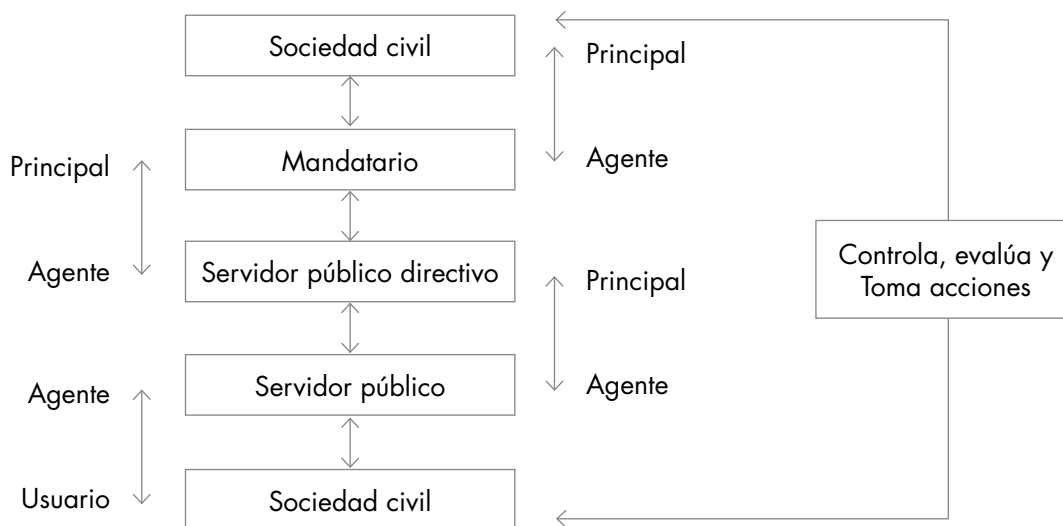 Sociedad civil
Principal
Mandatario
Agente
Principal
Agente
Servidor público directivo
Principal
Controla, evalúa y
Toma acciones
Servidor público
Agente
Agente
Usuario
Sociedad civil